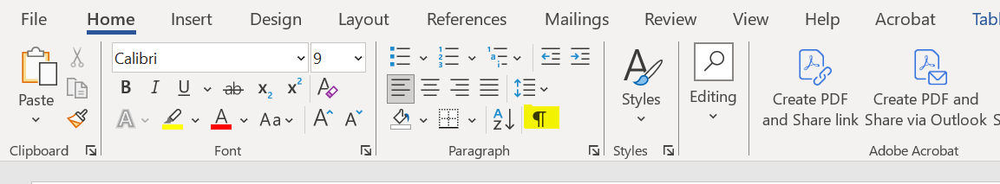 File Home Insert Design Layout References Mailings Review View Help Acrobat Tabl
Calibri 9
B I U ab x₂ x² A
A A Aa A A
A Z ¶
Paste
Styles
Editing
Create PDF and Share link
Create PDF and Share via Outlook S
Clipboard Font Paragraph Styles Adobe Acrobat